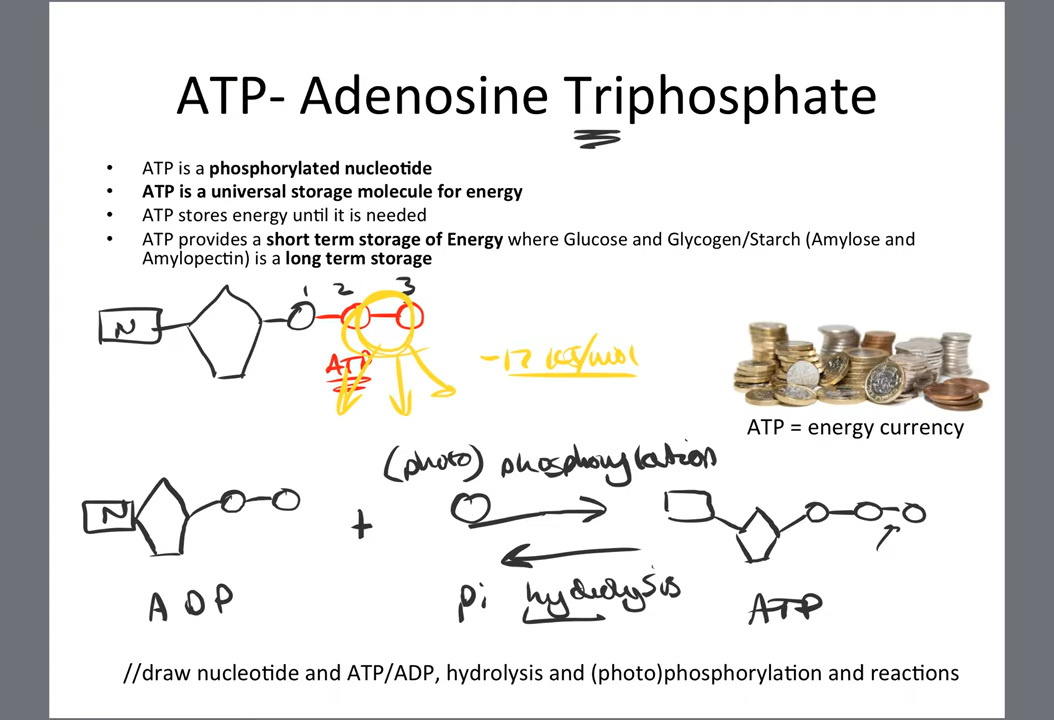 ATP- Adenosine Triphosphate
• ATP is a phosphorylated nucleotide
• ATP is a universal storage molecule for energy
• ATP stores energy until it is needed
• ATP provides a short term storage of Energy where Glucose and Glycogen/Starch (Amylose and
Amylopectin) is a long term storage
1 2 3
N
ATP
-17 KJ/mol
ATP = energy currency
(photo) phosphorylation
N
+
ADP
Pi
hydrolysis
ATP
//draw nucleotide and ATP/ADP, hydrolysis and (photo)phosphorylation and reactions